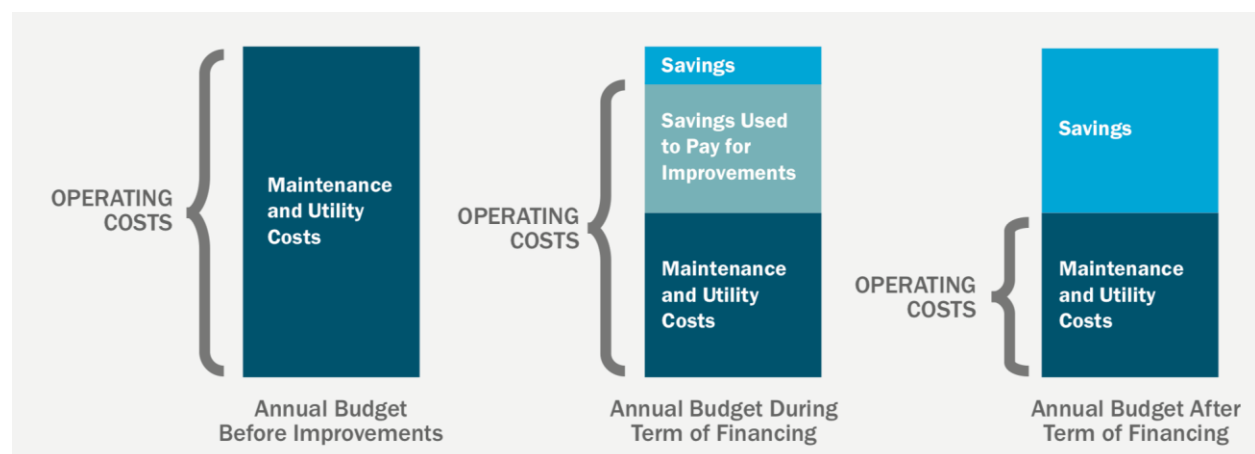 OPERATING
COSTS
Maintenance
and Utility
Costs
Annual Budget
Before Improvements
OPERATING
COSTS
Savings
Savings Used
to Pay for
Improvements
Maintenance
and Utility
Costs
Annual Budget During
Term of Financing
OPERATING
COSTS
Savings
Maintenance
and Utility
Costs
Annual Budget After
Term of Financing